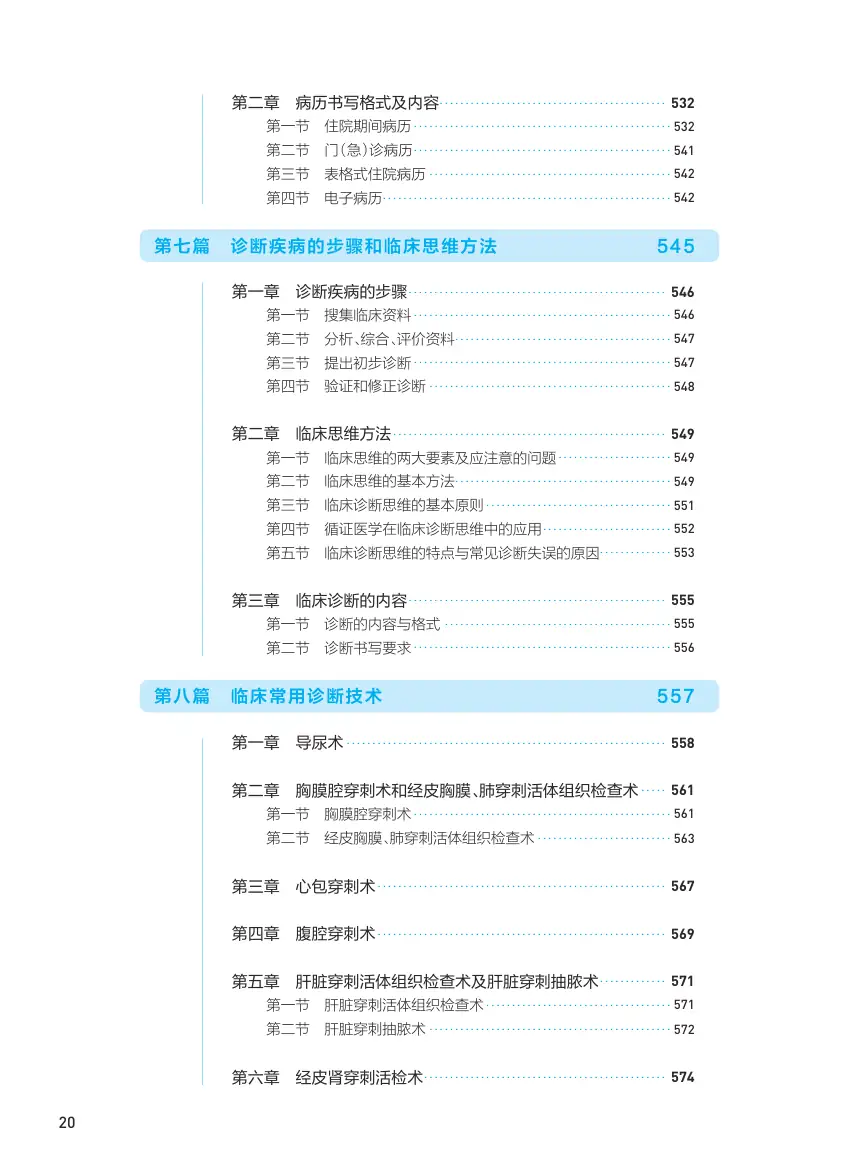 第二章 病历书写格式及内容 532
第一节 住院期间病历 532
第二节 门(急)诊病历 541
第三节 表格式住院病历 542
第四节 电子病历 542
第七篇 诊断疾病的步骤和临床思维方法 545
第一章 诊断疾病的步骤 546
第一节 搜集临床资料 546
第二节 分析、综合、评价资料 547
第三节 提出初步诊断 547
第四节 验证和修正诊断 548
第二章 临床思维方法 549
第一节 临床思维的两大要素及应注意的问题 549
第二节 临床思维的基本方法 549
第三节 临床诊断思维的基本原则 551
第四节 循证医学在临床诊断思维中的应用 552
第五节 临床诊断思维的特点与常见诊断失误的原因 553
第三章 临床诊断的内容 555
第一节 诊断的内容与格式 555
第二节 诊断书写要求 556
第八篇 临床常用诊断技术 557
第一章 导尿术 558
第二章 胸膜腔穿刺术和经皮胸膜、肺穿刺活体组织检查术 561
第一节 胸膜腔穿刺术 561
第二节 经皮胸膜、肺穿刺活体组织检查术 563
第三章 心包穿刺术 567
第四章 腹腔穿刺术 569
第五章 肝脏穿刺活体组织检查术及肝脏穿刺抽脓术 571
第一节 肝脏穿刺活体组织检查术 571
第二节 肝脏穿刺抽脓术 572
第六章 经皮肾穿刺活检术 574
20